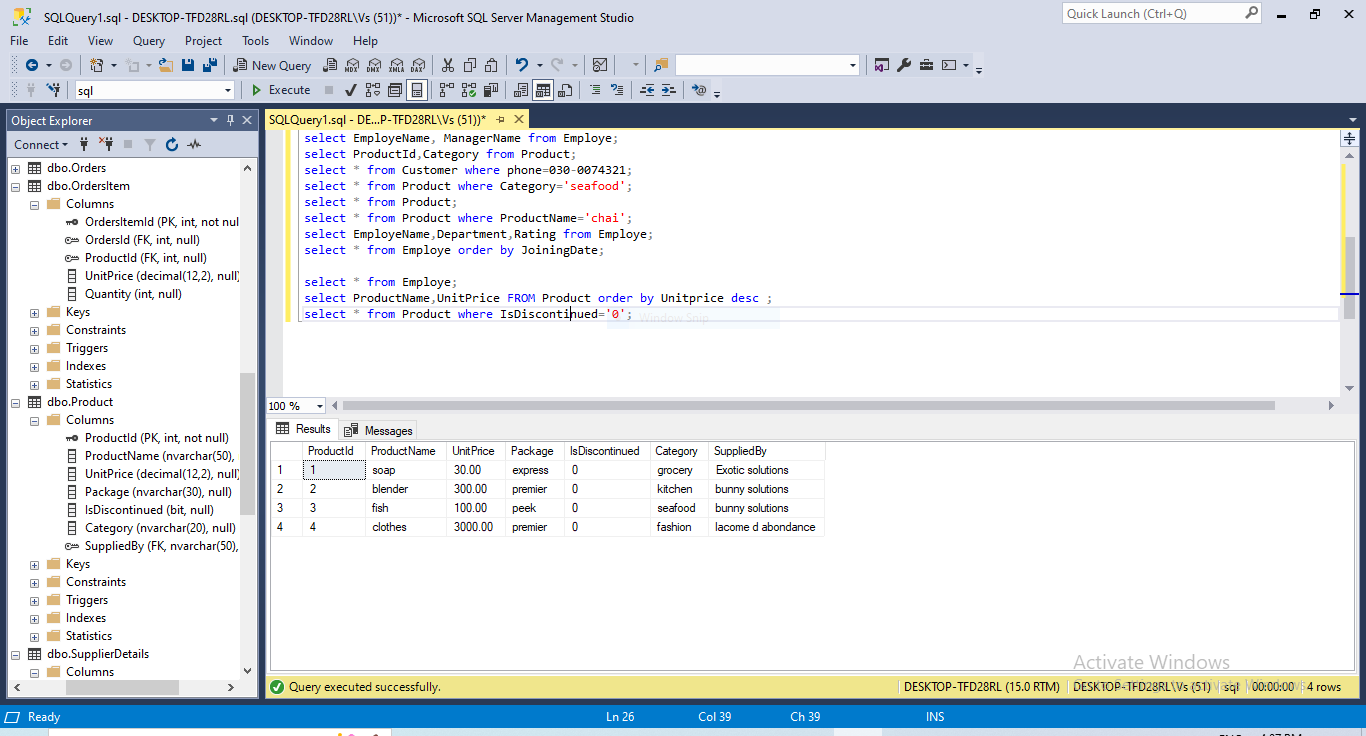 SQLQuery1.sql - DESKTOP-TFD28RL.sql (DESKTOP-TFD28RL\Vs (51))* - Microsoft SQL Server Management Studio
Quick Launch (Ctrl+Q)
File Edit View Query Project Tools Window Help
New Query MDX DMX XMLA DAX
sql Execute
Object Explorer
SQLQuery1.sql - DE...P-TFD28RL\Vs (51))*
Connect
dbo.Orders
dbo.OrdersItem
Columns
OrdersItemId (PK, int, not nul
OrdersId (FK, int, null)
ProductId (FK, int, null)
UnitPrice (decimal(12,2), null)
Quantity (int, null)
Keys
Constraints
Triggers
Indexes
Statistics
dbo.Product
Columns
ProductId (PK, int, not null)
ProductName (nvarchar(50),
UnitPrice (decimal(12,2), null)
Package (nvarchar(30), null)
IsDiscontinued (bit, null)
Category (nvarchar(20), null)
SuppliedBy (FK, nvarchar(50),
Keys
Constraints
Triggers
Indexes
Statistics
dbo.SupplierDetails
Columns
select EmployeName, ManagerName from Employe;
select ProductId,Category from Product;
select * from Customer where phone=030-0074321;
select * from Product where Category='seafood';
select * from Product;
select * from Product where ProductName='chai';
select EmployeName,Department,Rating from Employe;
select * from Employe order by JoiningDate;
select * from Employe;
select ProductName,UnitPrice FROM Product order by Unitprice desc ;
select * from Product where IsDiscontinued='0';
Window Snip
100 %
Results Messages
ProductId ProductName UnitPrice Package IsDiscontinued Category SuppliedBy
1 1 soap 30.00 express 0 grocery Exotic solutions
2 2 blender 300.00 premier 0 kitchen bunny solutions
3 3 fish 100.00 peek 0 seafood bunny solutions
4 4 clothes 3000.00 premier 0 fashion lacome d abondance
Activate Windows
Query executed successfully.
DESKTOP-TFD28RL (15.0 RTM) DESKTOP-TFD28RL\Vs (51) sql 00:00:00 4 rows
Ready Ln 26 Col 39 Ch 39 INS